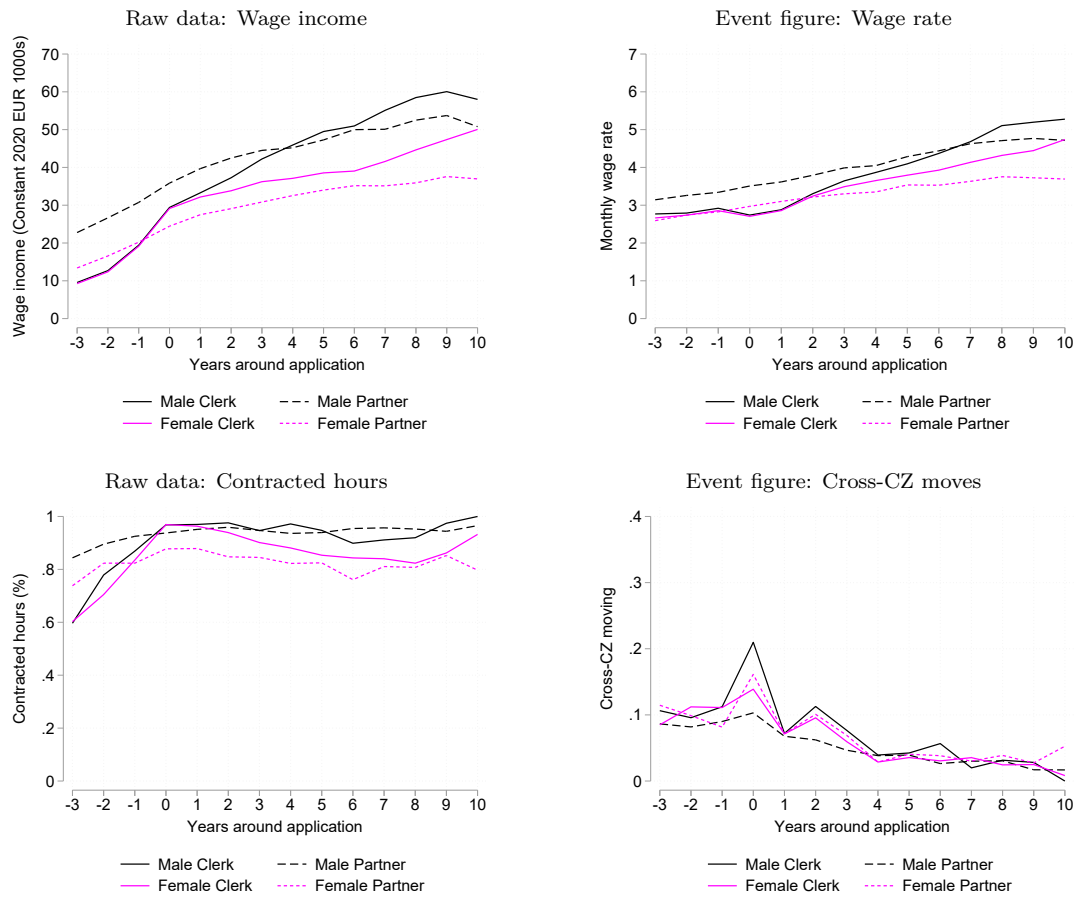 Raw data: Wage income
Wage income (Constant 2020 EUR 1000s)
70
60
50
40
30
20
10
0
-3 -2 -1 0 1 2 3 4 5 6 7 8 9 10
Years around application
Male Clerk Male Partner
Female Clerk Female Partner
Event figure: Wage rate
Monthly wage rate
7
6
5
4
3
2
1
0
-3 -2 -1 0 1 2 3 4 5 6 7 8 9 10
Years around application
Male Clerk Male Partner
Female Clerk Female Partner
Raw data: Contracted hours
Contracted hours (%)
1
.8
.6
.4
.2
0
-3 -2 -1 0 1 2 3 4 5 6 7 8 9 10
Years around application
Male Clerk Male Partner
Female Clerk Female Partner
Event figure: Cross-CZ moves
Cross-CZ moving
.4
.3
.2
.1
0
-3 -2 -1 0 1 2 3 4 5 6 7 8 9 10
Years around application
Male Clerk Male Partner
Female Clerk Female Partner